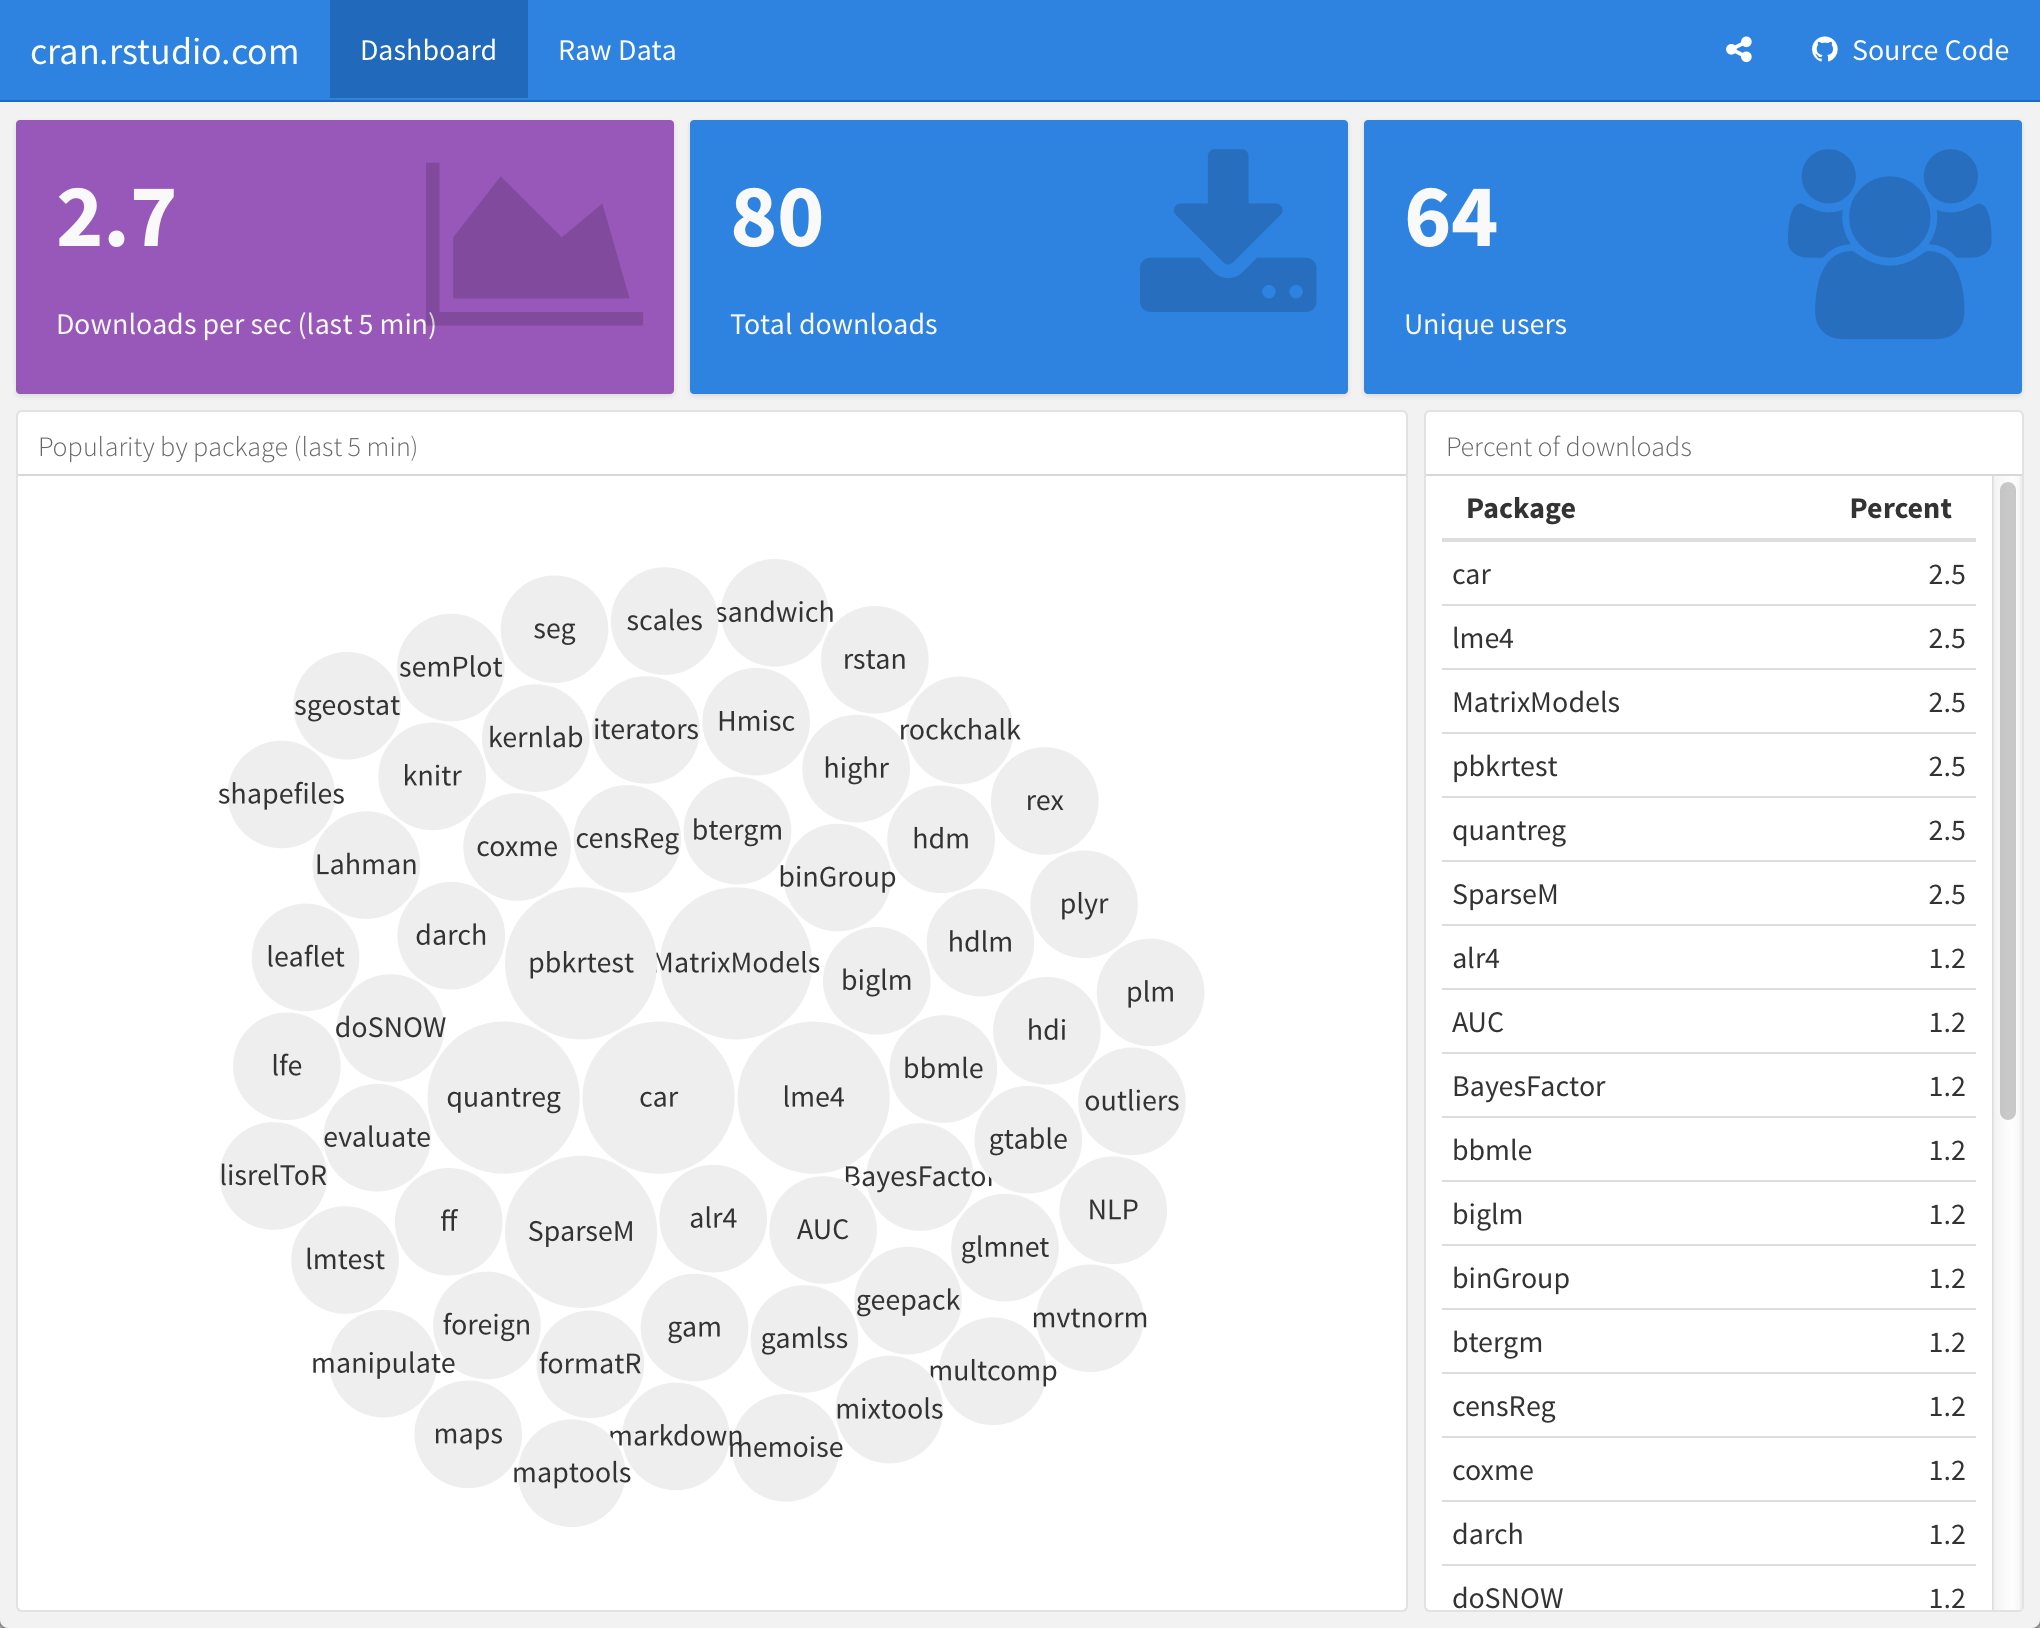 cran.rstudio.com Dashboard Raw Data Source Code
2.7
Downloads per sec (last 5 min)
80
Total downloads
64
Unique users
Popularity by package (last 5 min)
sandwich
scales
seg
rstan
semPlot
sgeostat
Hmisc
iterators
rockchalk
kernlab
highr
knitr
shapefiles
rex
btergm
censReg
hdm
coxme
Lahman
binGroup
plyr
darch
hdlm
leaflet
pbkrtest
MatrixModels
biglm
plm
doSNOW
hdi
lfe
bbmle
quantreg
car
lme4
outliers
evaluate
gtable
lisrelToR
BayesFactor
NLP
ff
alr4
SparseM
AUC
glmnet
lmtest
geepack
mvtnorm
foreign
gam
gamlss
manipulate
formatR
multcomp
mixtools
maps
markdown
memoise
maptools
Percent of downloads
Package Percent
car 2.5
lme4 2.5
MatrixModels 2.5
pbkrtest 2.5
quantreg 2.5
SparseM 2.5
alr4 1.2
AUC 1.2
BayesFactor 1.2
bbmle 1.2
biglm 1.2
binGroup 1.2
btergm 1.2
censReg 1.2
coxme 1.2
darch 1.2
doSNOW 1.2